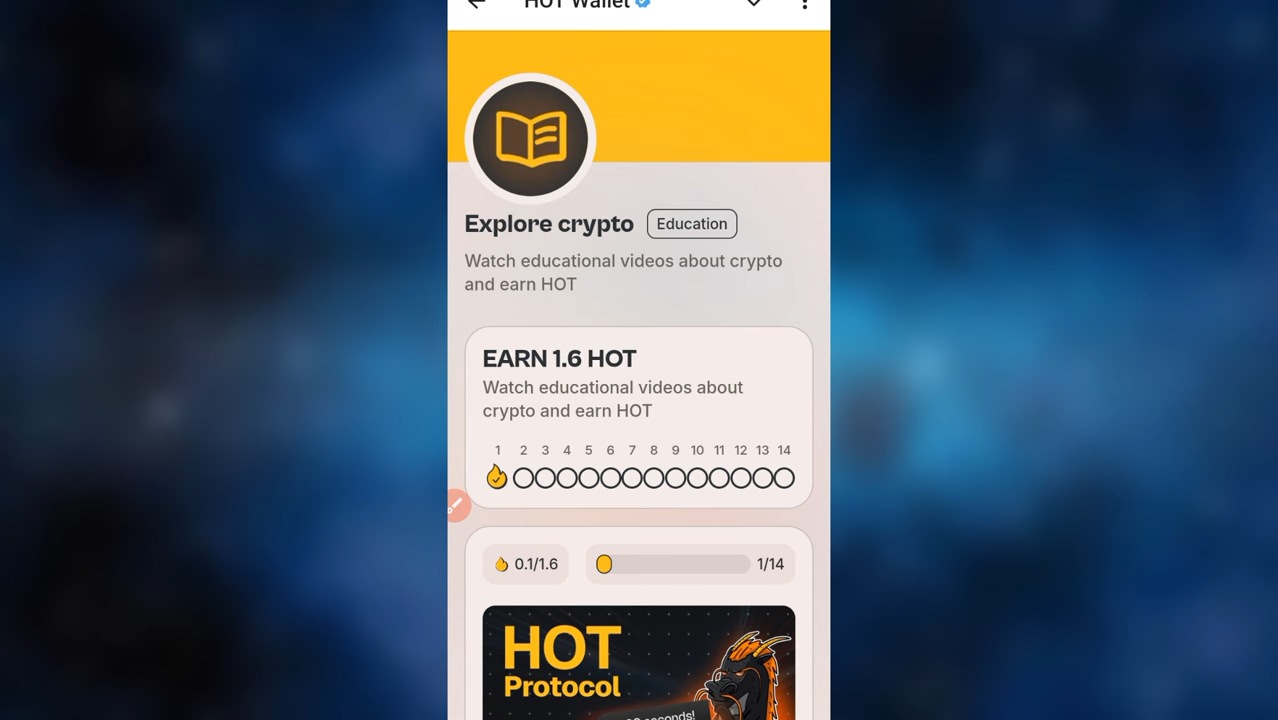 HOT Wallet
Explore crypto
Education
Watch educational videos about crypto
and earn HOT
EARN 1.6 HOT
Watch educational videos about
crypto and earn HOT
1 2 3 4 5 6 7 8 9 10 11 12 13 14
0.1/1.6
1/14
HOT
Protocol
seconds!